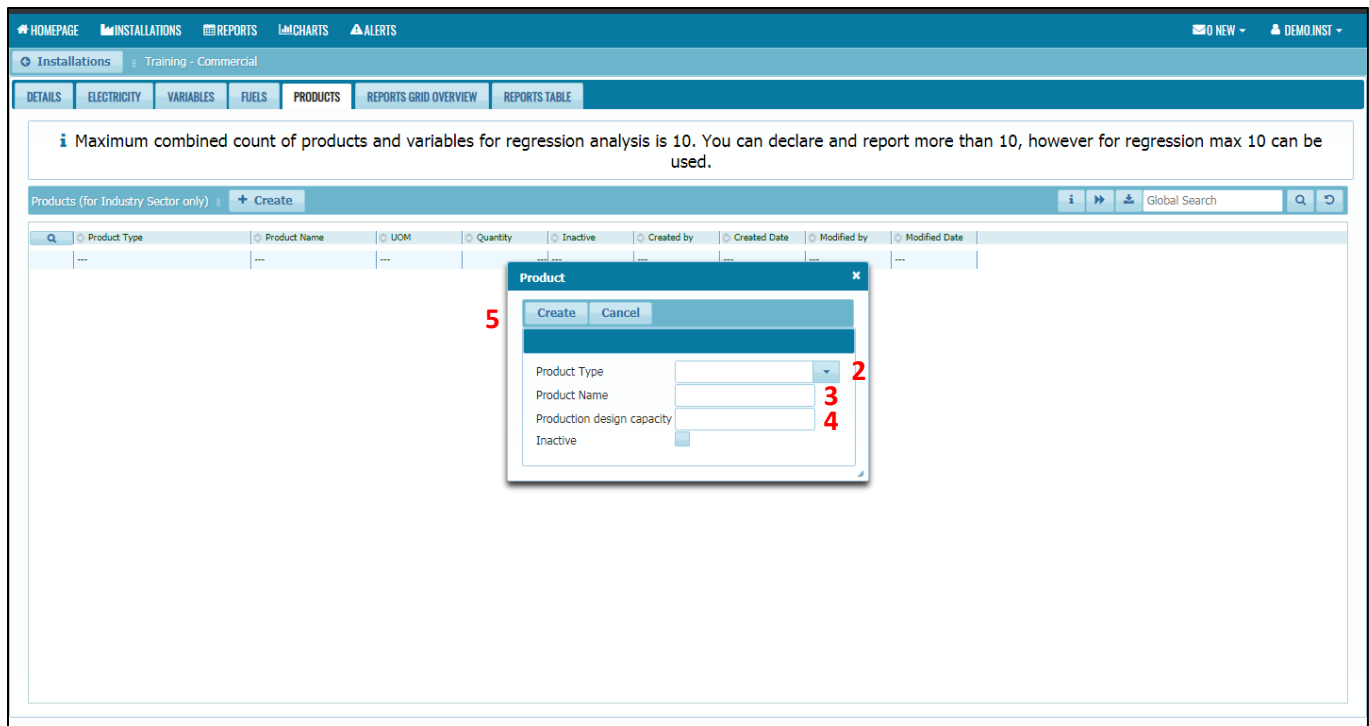 HOMEPAGE INSTALLATIONS REPORTS CHARTS ALERTS 0 NEW DEMO.INST
Installations Training - Commercial
DETAILS ELECTRICITY VARIABLES FUELS PRODUCTS REPORTS GRID OVERVIEW REPORTS TABLE
i Maximum combined count of products and variables for regression analysis is 10. You can declare and report more than 10, however for regression max 10 can be
used.
Products (for Industry Sector only) + Create i Global Search
Product Type Product Name UOM Quantity Inactive Created by Created Date Modified by Modified Date
--- --- --- --- --- --- --- --- ---
Product ×
5 Create Cancel
Product Type 2
Product Name 3
Production design capacity 4
Inactive